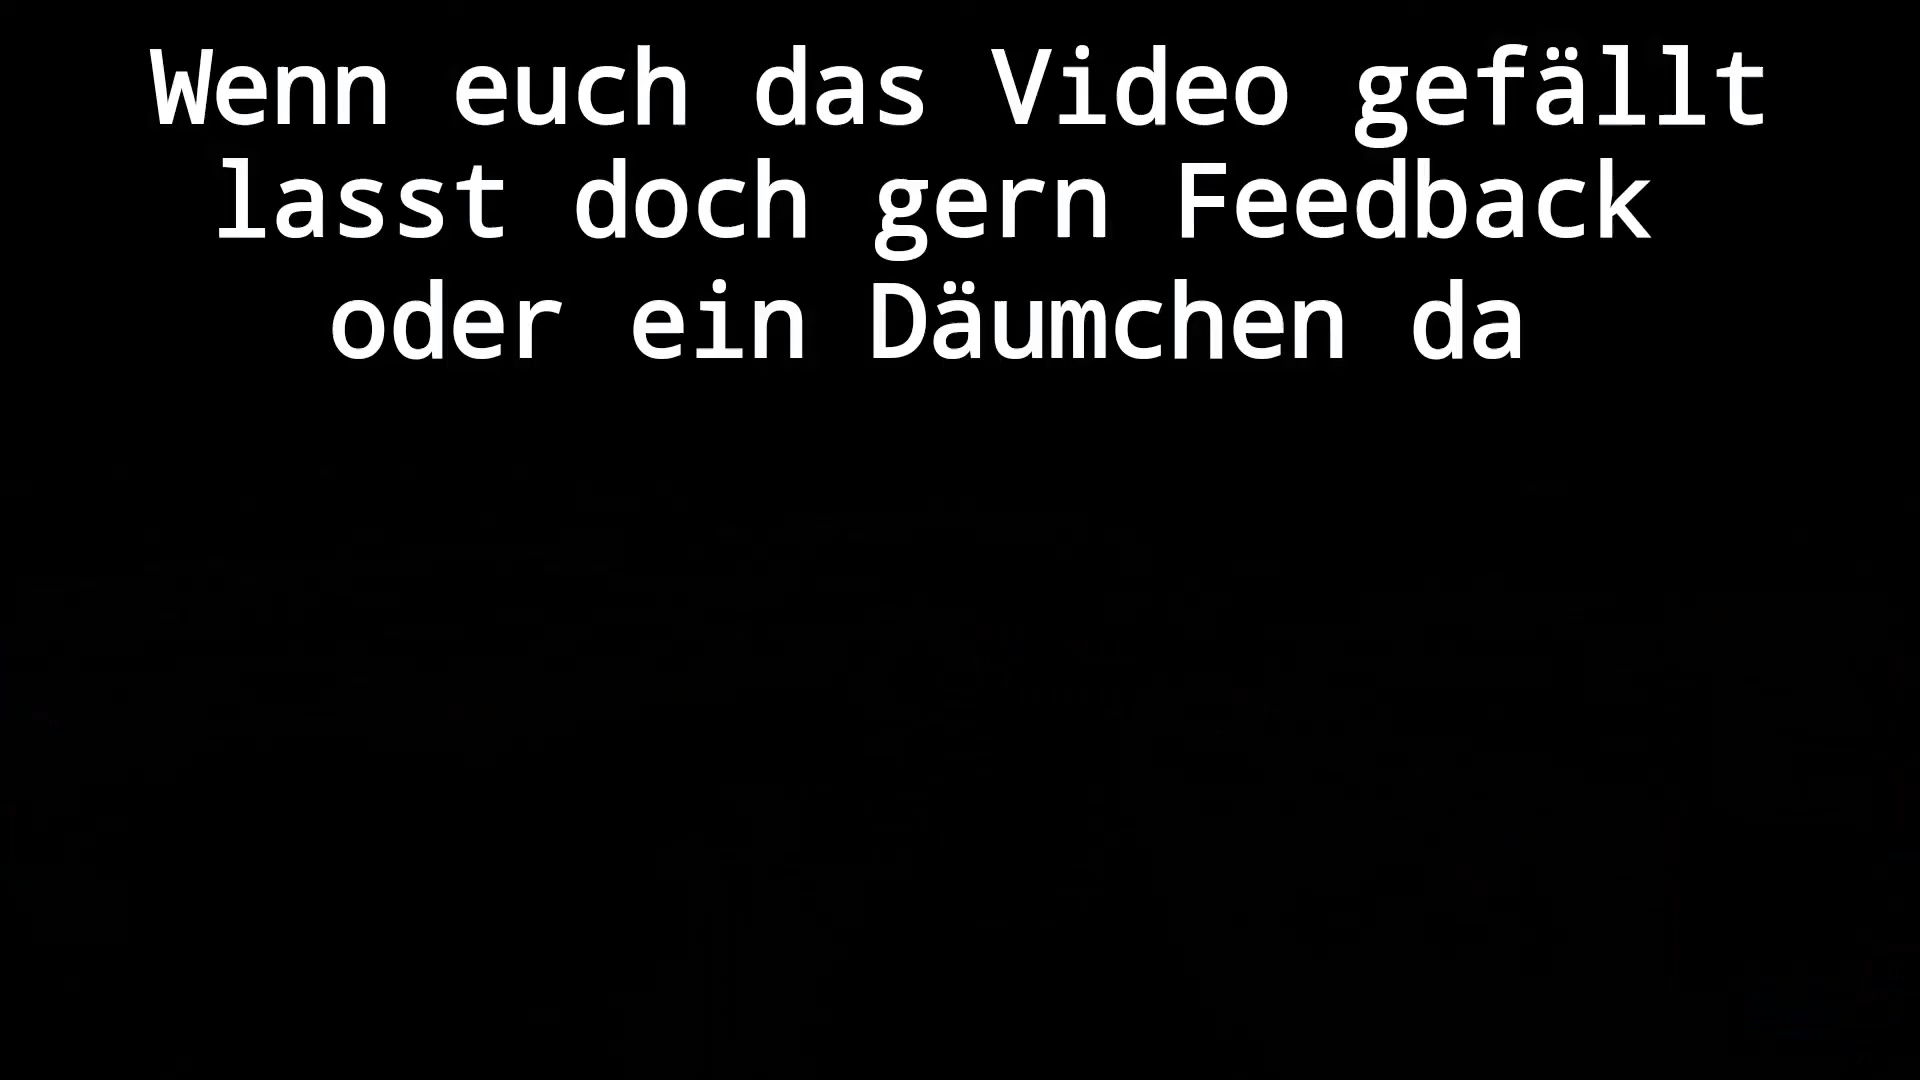 Wenn euch das Video gefällt
lasst doch gern Feedback
oder ein Däumchen da